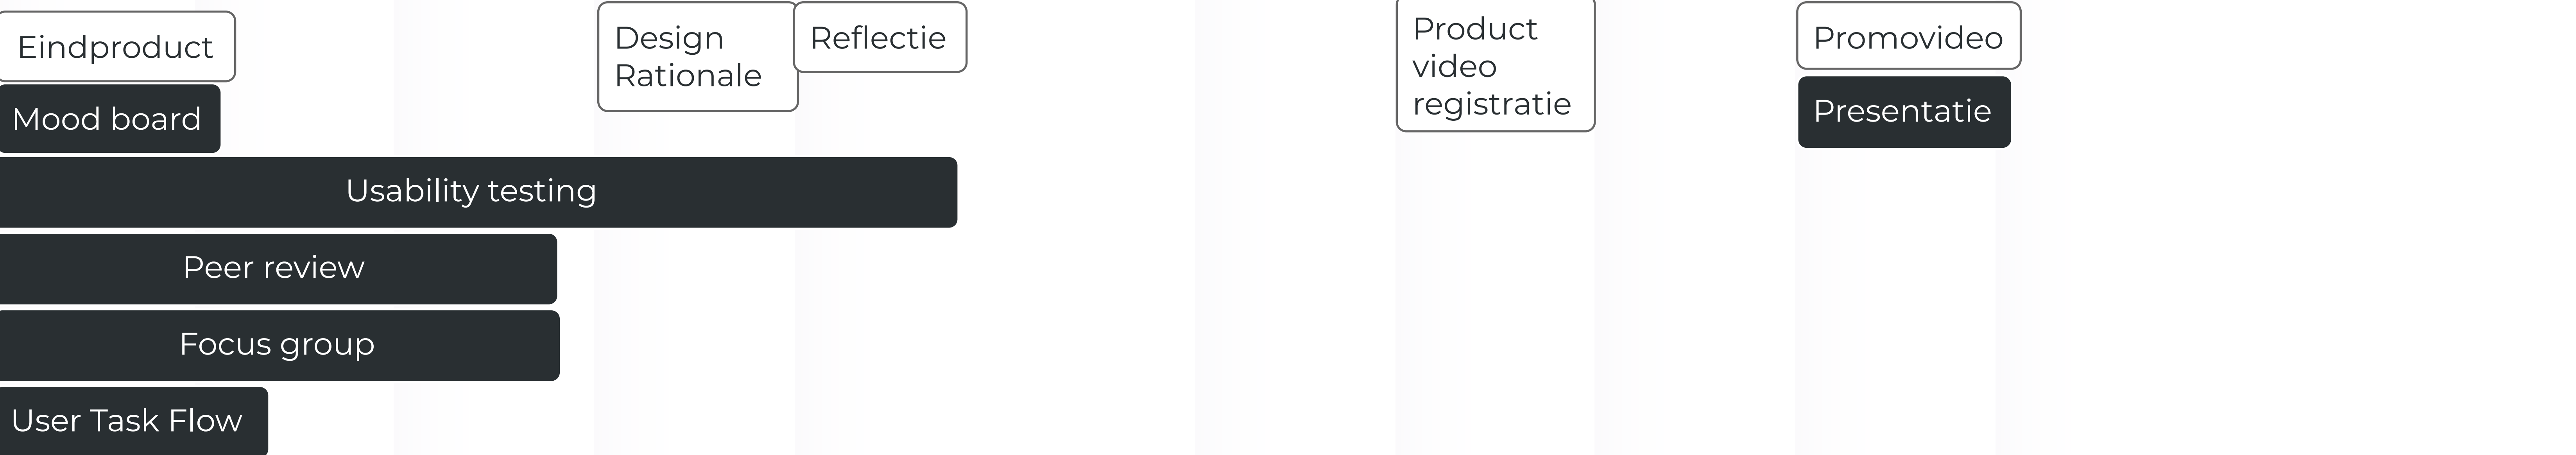 Eindproduct
Design
Rationale
Reflectie
Product
video
registratie
Promovideo
Mood board
Presentatie
Usability testing
Peer review
Focus group
User Task Flow